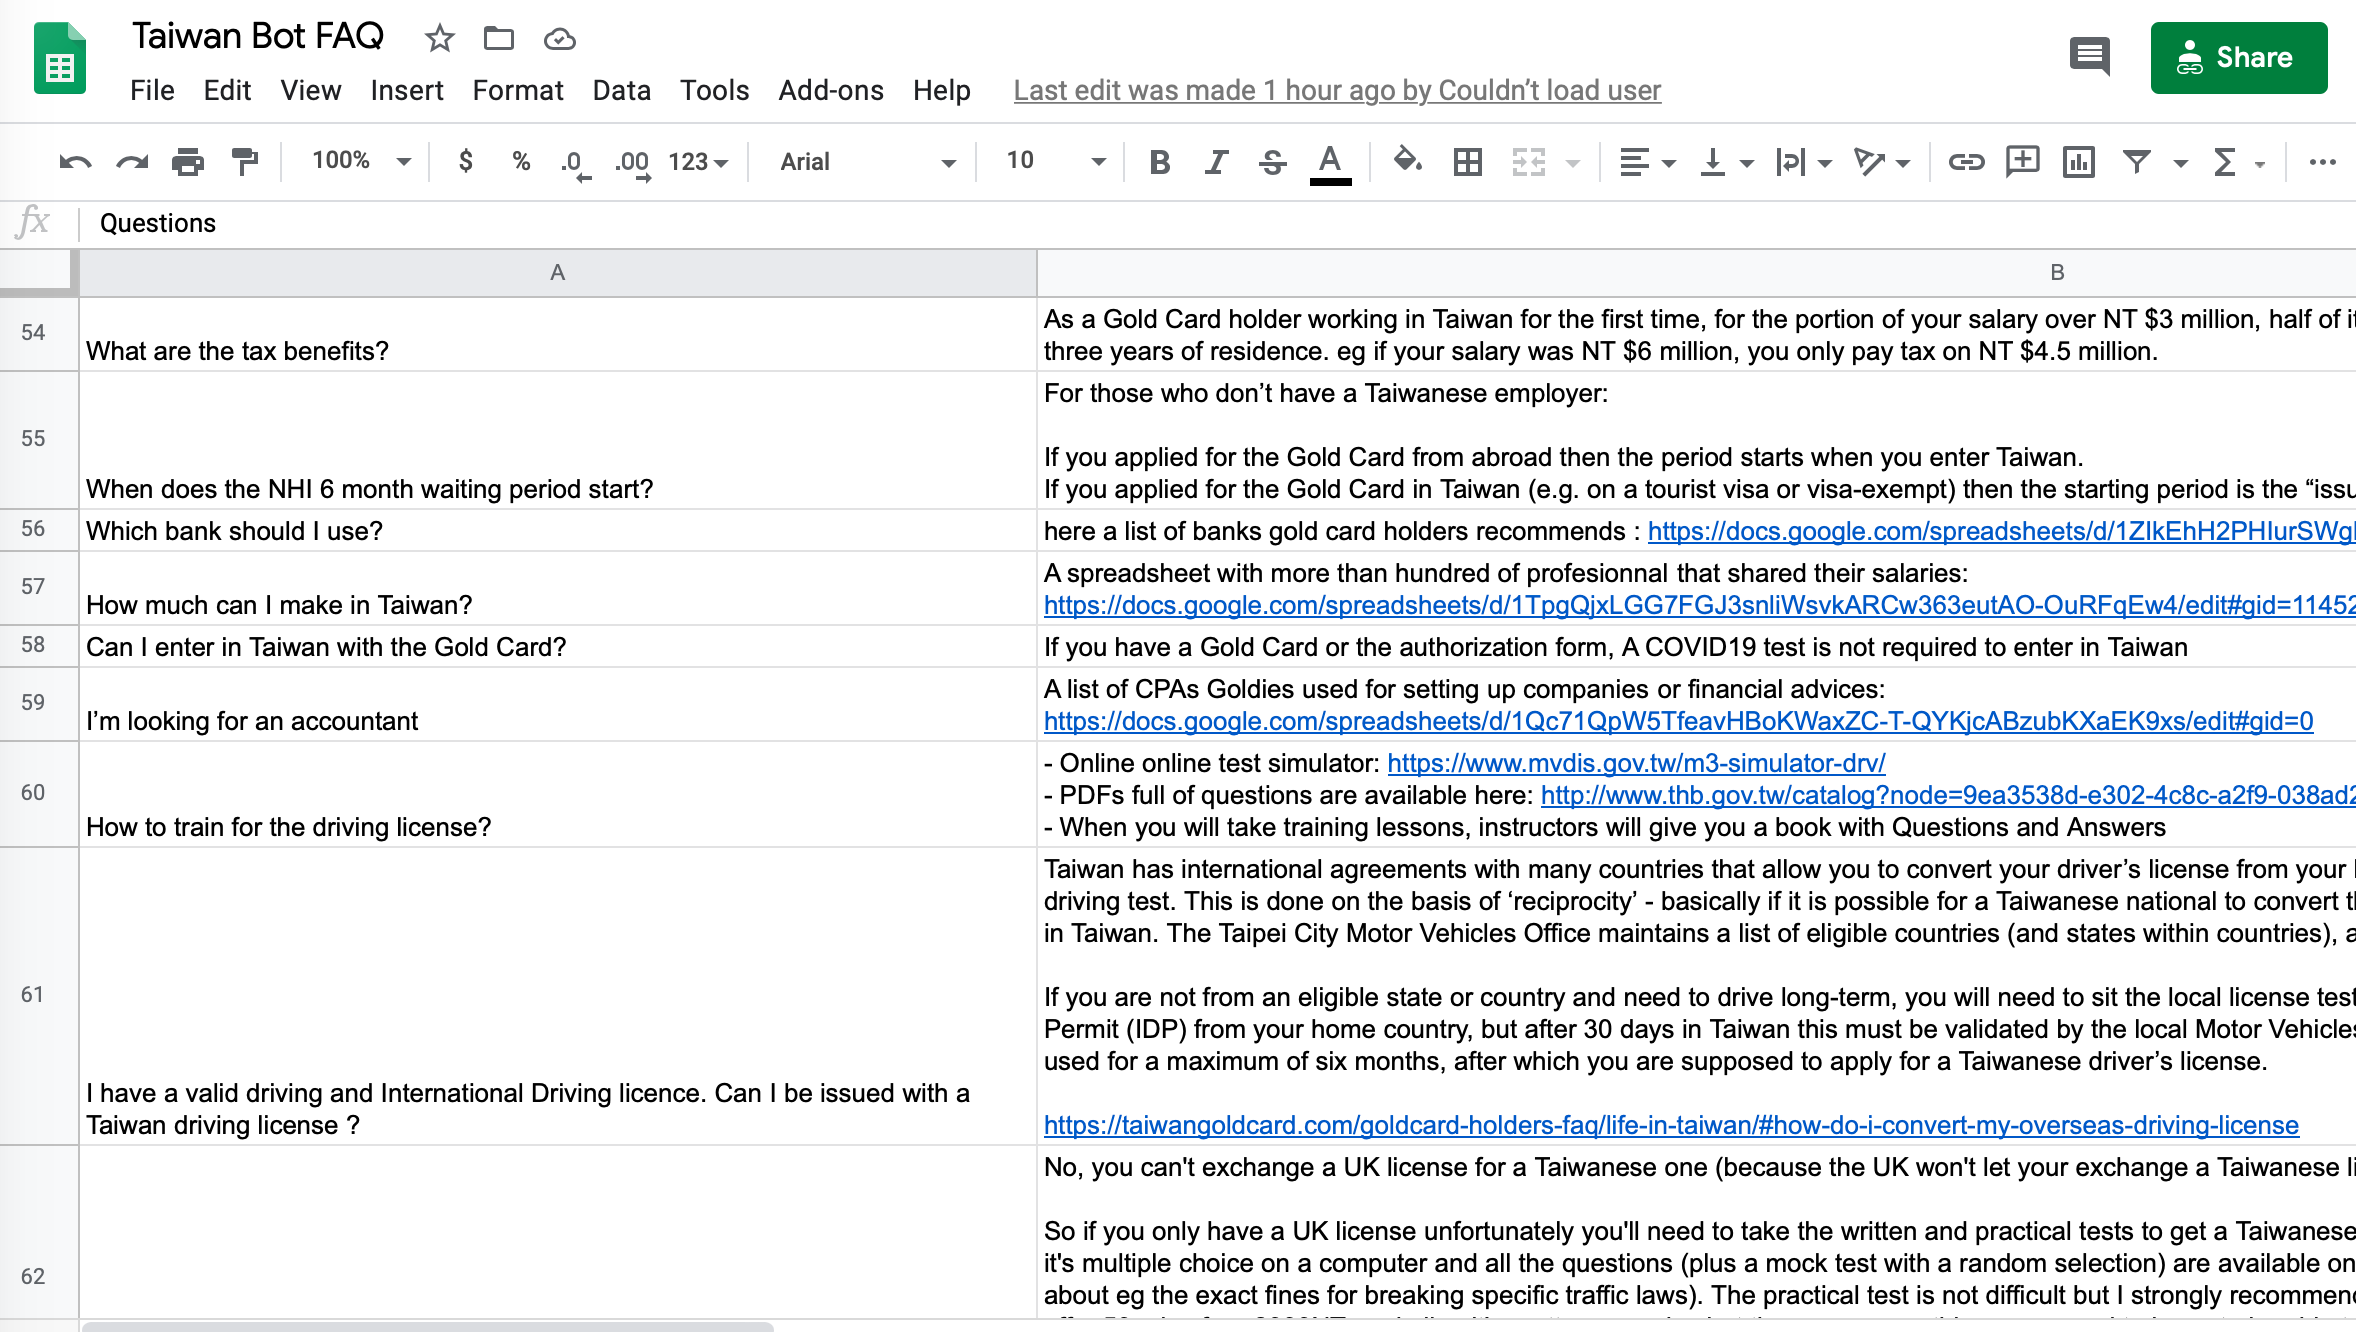 Taiwan Bot FAQ
File Edit View Insert Format Data Tools Add-ons Help Last edit was made 1 hour ago by Couldn’t load user
Share
100% $ % .0 .00 123 Arial 10 B I S A Σ
fx Questions
A B
54
What are the tax benefits?
As a Gold Card holder working in Taiwan for the first time, for the portion of your salary over NT $3 million, half of
three years of residence. eg if your salary was NT $6 million, you only pay tax on NT $4.5 million.
55
When does the NHI 6 month waiting period start?
For those who don’t have a Taiwanese employer:
If you applied for the Gold Card from abroad then the period starts when you enter Taiwan.
If you applied for the Gold Card in Taiwan (e.g. on a tourist visa or visa-exempt) then the starting period is the “issu
56
Which bank should I use?
here a list of banks gold card holders recommends : https://docs.google.com/spreadsheets/d/1ZIkEhH2PHIurSWgl
57
How much can I make in Taiwan?
A spreadsheet with more than hundred of profesionnal that shared their salaries:
https://docs.google.com/spreadsheets/d/1TpgQjxLGG7FGJ3snliWsvkARCw363eutAO-OuRFqEw4/edit#gid=11452
58
Can I enter in Taiwan with the Gold Card?
If you have a Gold Card or the authorization form, A COVID19 test is not required to enter in Taiwan
59
I’m looking for an accountant
A list of CPAs Goldies used for setting up companies or financial advices:
https://docs.google.com/spreadsheets/d/1Qc71QpW5TfeavHBoKWaxZC-T-QYKjcABzubKXaEK9xs/edit#gid=0
60
How to train for the driving license?
- Online online test simulator: https://www.mvdis.gov.tw/m3-simulator-drv/
- PDFs full of questions are available here: http://www.thb.gov.tw/catalog?node=9ea3538d-e302-4c8c-a2f9-038ad2
- When you will take training lessons, instructors will give you a book with Questions and Answers
61
I have a valid driving and International Driving licence. Can I be issued with a
Taiwan driving license ?
Taiwan has international agreements with many countries that allow you to convert your driver’s license from your
driving test. This is done on the basis of ‘reciprocity’ - basically if it is possible for a Taiwanese national to convert
in Taiwan. The Taipei City Motor Vehicles Office maintains a list of eligible countries (and states within countries),
If you are not from an eligible state or country and need to drive long-term, you will need to sit the local license test
Permit (IDP) from your home country, but after 30 days in Taiwan this must be validated by the local Motor Vehicles
used for a maximum of six months, after which you are supposed to apply for a Taiwanese driver’s license.
https://taiwangoldcard.com/goldcard-holders-faq/life-in-taiwan/#how-do-i-convert-my-overseas-driving-license
62
No, you can't exchange a UK license for a Taiwanese one (because the UK won't let your exchange a Taiwanese li
So if you only have a UK license unfortunately you'll need to take the written and practical tests to get a Taiwanese
it's multiple choice on a computer and all the questions (plus a mock test with a random selection) are available on
about eg the exact fines for breaking specific traffic laws). The practical test is not difficult but I strongly recommen